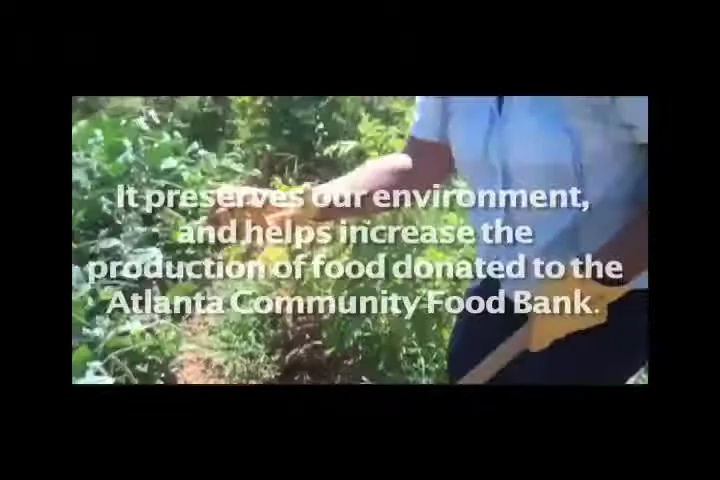 It preserves our environment,
and helps increase the
production of food donated to the
Atlanta Community Food Bank.